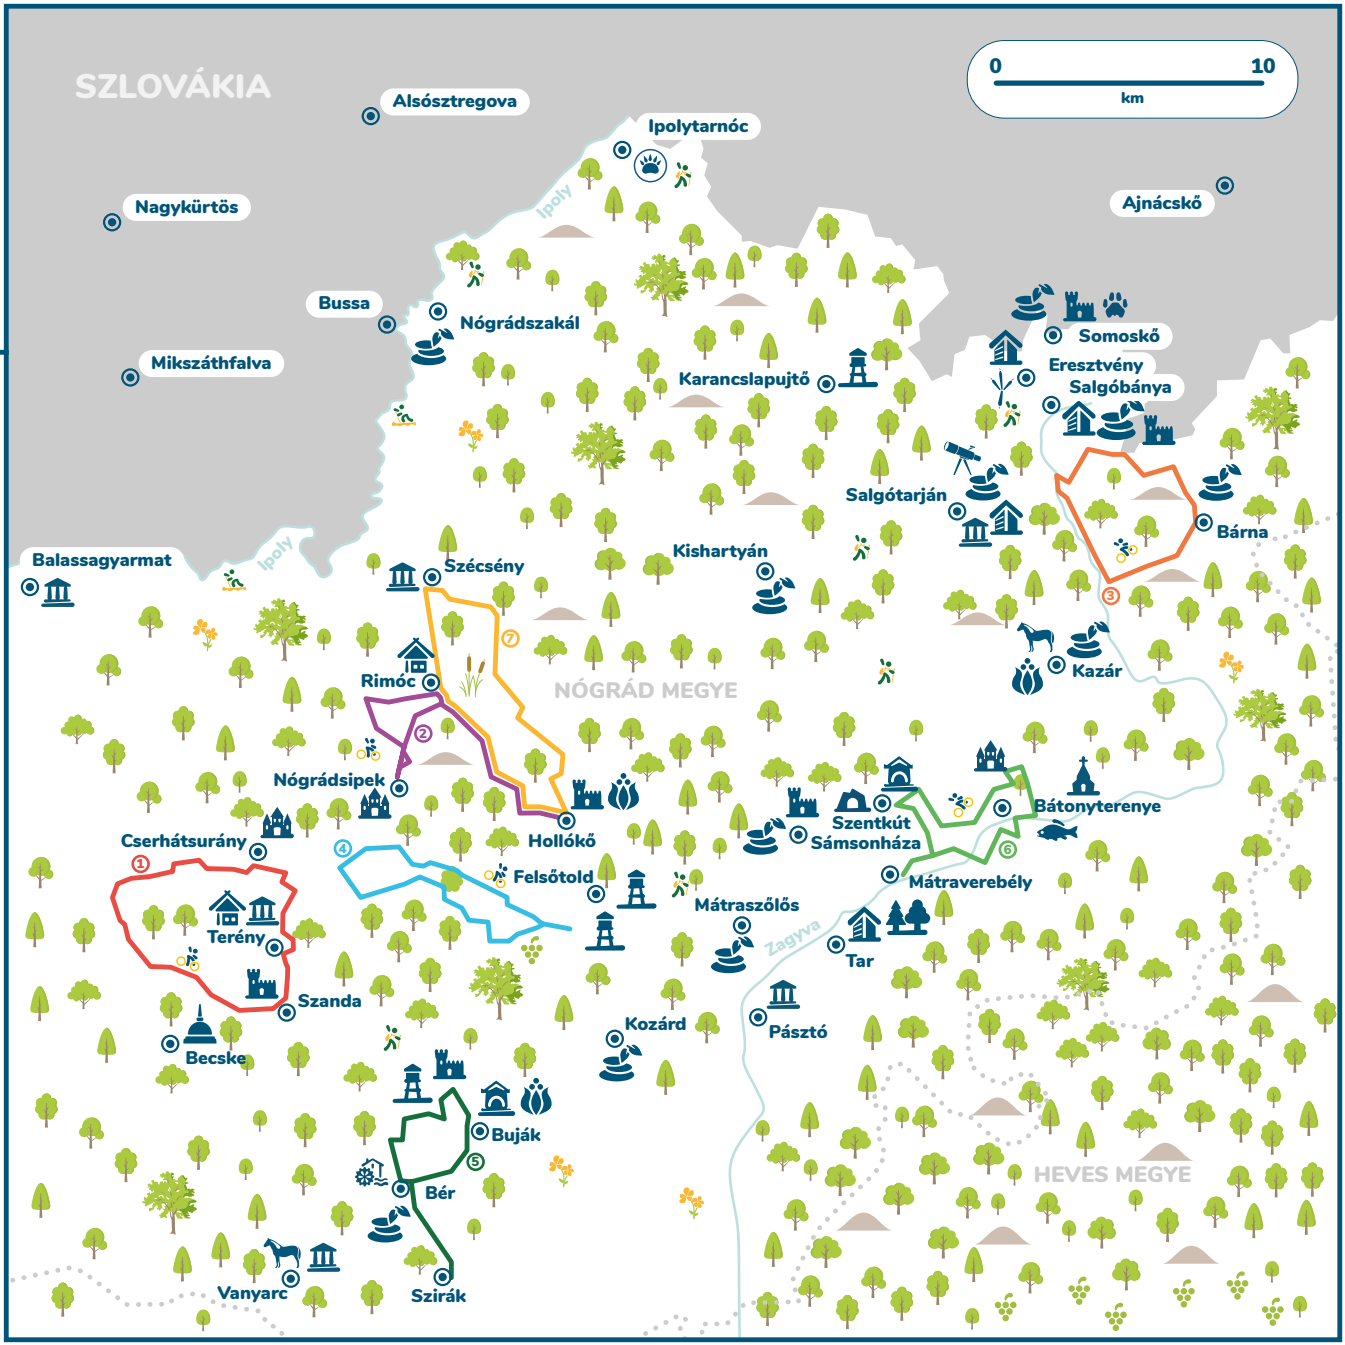 SZLOVÁKIA
0 10
km
Alsósztregova
Ipolytarnóc
Ipoly
Nagykürtös
Ajnácskő
Bussa
Nógrádszakál
Somoskő
Mikszáthfalva
Eresztvény
Karancslapujtő
Salgóbánya
Salgótarján
Bárna
Ipoly
Balassagyarmat
Kishartyán
Szécsény
3
7
Rimóc
Kazár
NÓGRÁD MEGYE
2
Nógrádsipek
Bátonyterenye
Szentkút
Cserhátsurány
Hollókő
Sámsonháza
4
6
1
Felsőtold
Mátraverebély
Mátraszőlős
Terény
Zagyva
Tar
Szanda
Kozárd
Pásztó
Becske
Buják
5
HEVES MEGYE
Bér
Vanyarc
Szirák